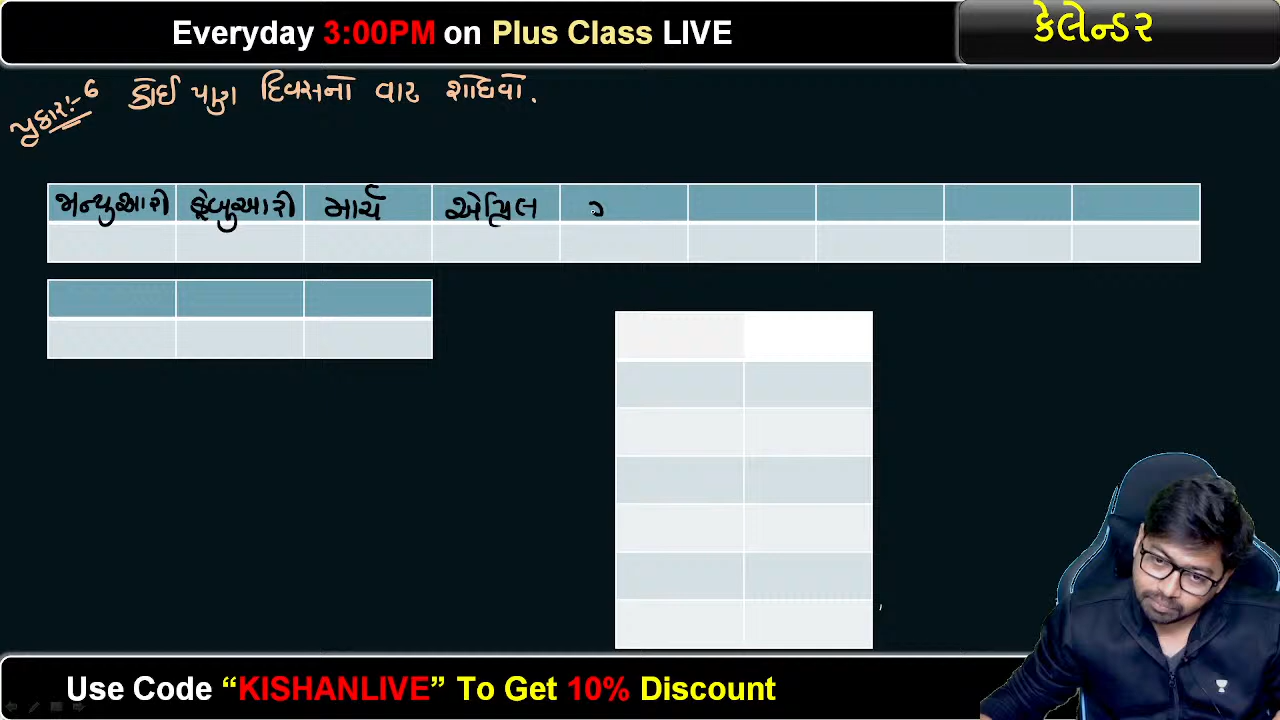 Everyday 3:00PM on Plus Class LIVE
કેલેન્ડર
પ્રકાર:- 6 કોઈ પણ દિવસનો વાર શોધવો.
જાન્યુઆરી ફેબ્રુઆરી માર્ચ એપ્રિલ
Use Code “KISHANLIVE” To Get 10% Discount